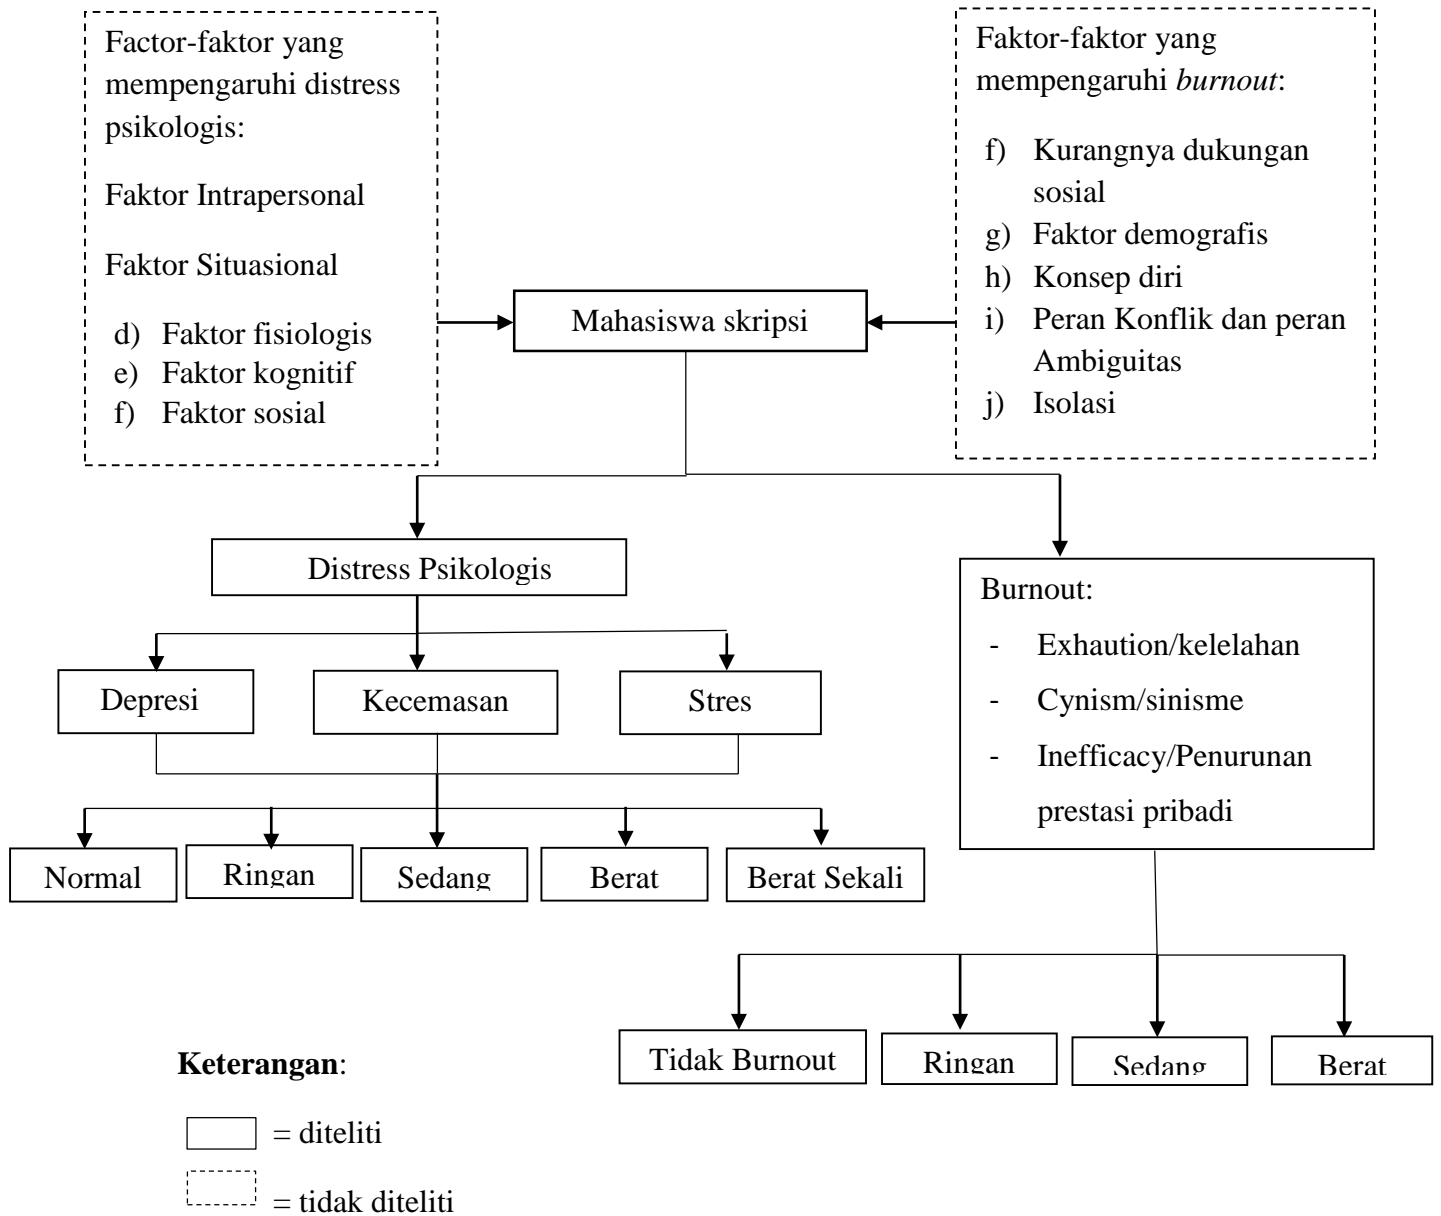 Factor-faktor yang
mempengaruhi distress
psikologis:
Faktor Intrapersonal
Faktor Situasional
d) Faktor fisiologis
e) Faktor kognitif
f) Faktor sosial
Faktor-faktor yang
mempengaruhi burnout:
f) Kurangnya dukungan
sosial
g) Faktor demografis
h) Konsep diri
i) Peran Konflik dan peran
Ambiguitas
j) Isolasi
Mahasiswa skripsi
Distress Psikologis
Depresi
Kecemasan
Stres
Normal
Ringan
Sedang
Berat
Berat Sekali
Burnout:
- Exhaution/kelelahan
- Cynism/sinisme
- Inefficacy/Penurunan
prestasi pribadi
Tidak Burnout
Ringan
Sedang
Berat
Keterangan:
= diteliti
= tidak diteliti